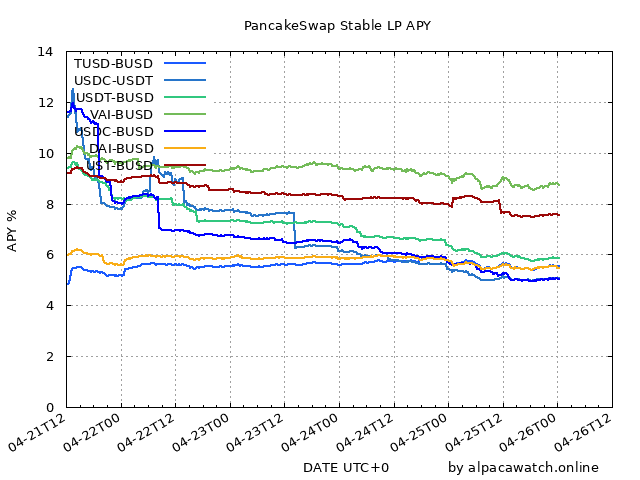 PancakeSwap Stable LP APY
14
12
10
8
6
4
2
0
APY %
TUSD-BUSD
USDC-USDT
USDT-BUSD
VAI-BUSD
USDC-BUSD
DAI-BUSD
UST-BUSD
04-21T12
04-22T00
04-22T12
04-23T00
04-23T12
04-24T00
04-24T12
04-25T00
04-25T12
04-26T00
04-26T12
DATE UTC+0
by alpacawatch.online